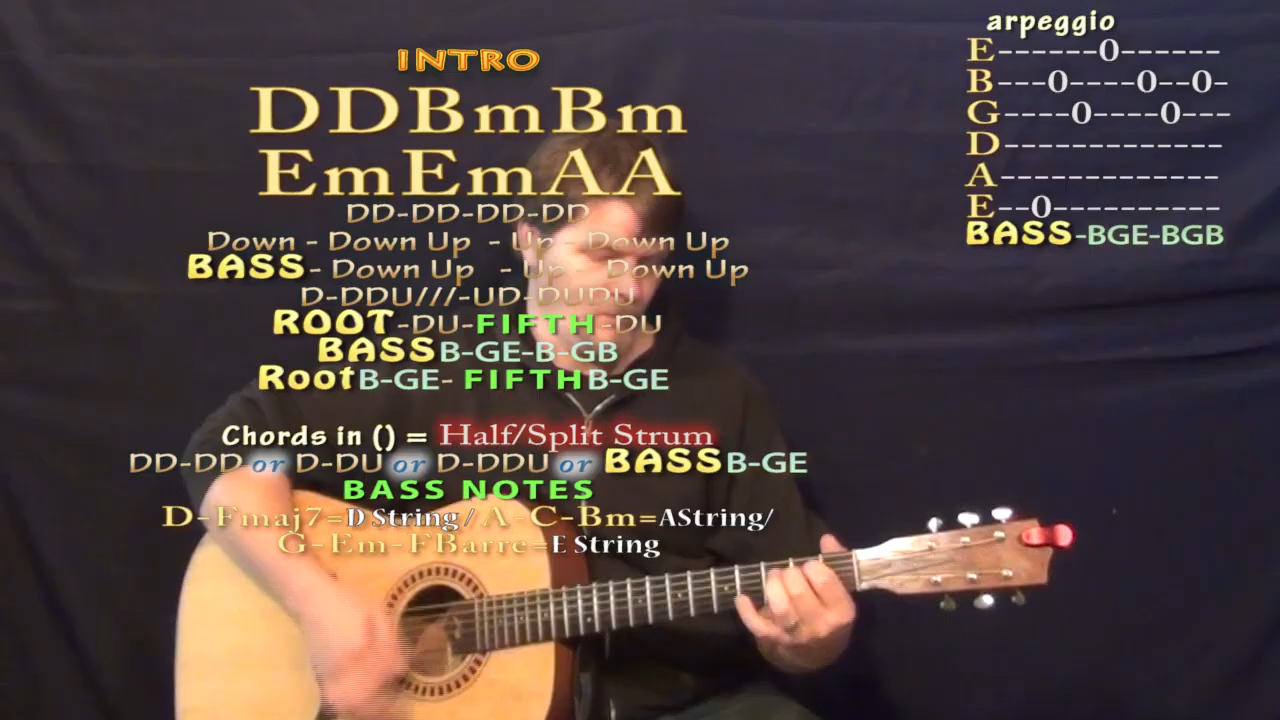 INTRO
DDBmBm
EmEmAA
DD-DD-DD-DD
Down - Down Up - Up - Down Up
BASS- Down Up - Up - Down Up
D-DDU///-UD-DUDU
ROOT-DU-FIFTH-DU
BASSB-GE-B-GB
RootB-GE- FIFTHB-GE
Chords in () = Half/Split Strum
DD-DD or D-DU or D-DDU or BASSB-GE
BASS NOTES
D-Fmaj7=D String / A-C-Bm=AString/
G-Em-FBarre=E String
arpeggio
E------0------
B---0----0--0-
G----0----0---
D-------------
A-------------
E--0----------
BASS-BGE-BGB